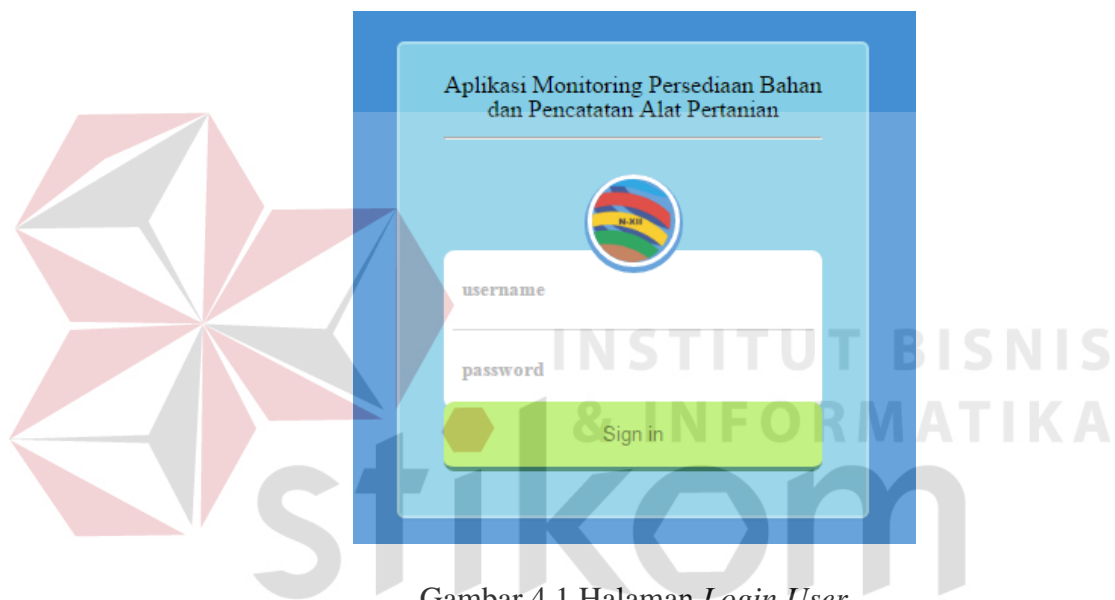 Aplikasi Monitoring Persediaan Bahan
dan Pencatatan Alat Pertanian
N-XII
username
password
Sign in
INSTITUT BISNIS
& INFORMATIKA
stikom
Gambar 4.1 Halaman Login User